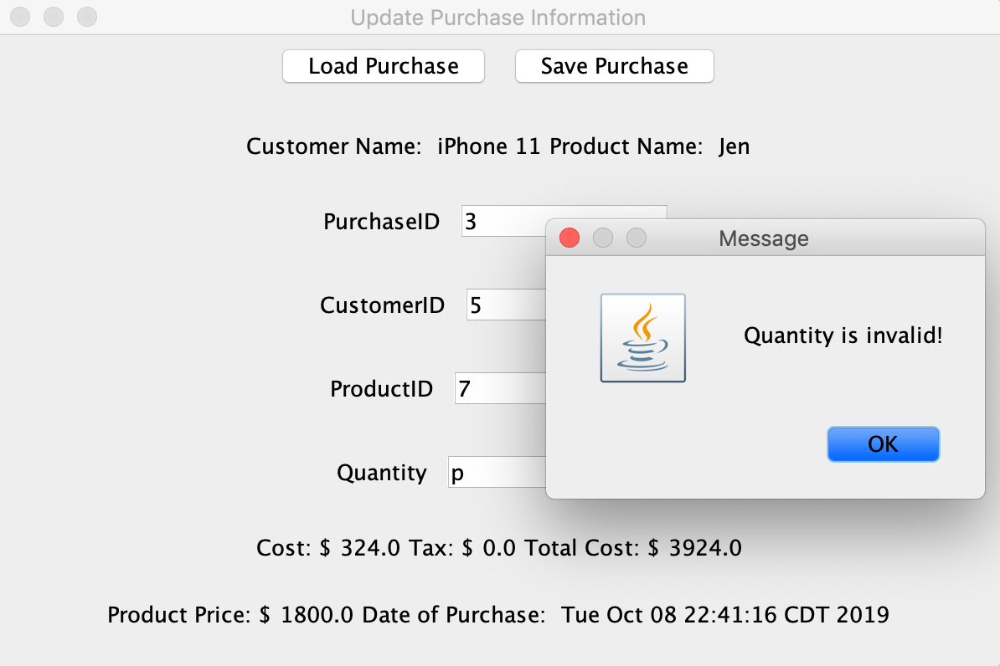 Update Purchase Information
Load Purchase Save Purchase
Customer Name: iPhone 11 Product Name: Jen
PurchaseID 3
Message
CustomerID 5
Quantity is invalid!
ProductID 7
OK
Quantity p
Cost: $ 324.0 Tax: $ 0.0 Total Cost: $ 3924.0
Product Price: $ 1800.0 Date of Purchase: Tue Oct 08 22:41:16 CDT 2019